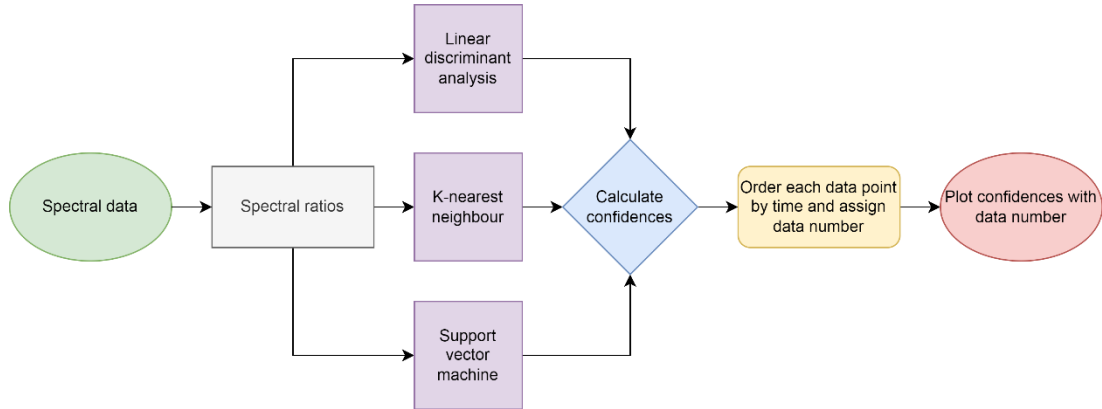 Linear
discriminant
analysis
Spectral data
Spectral ratios
K-nearest
neighbour
Calculate
confidences
Order each data point
by time and assign
data number
Plot confidences with
data number
Support
vector
machine